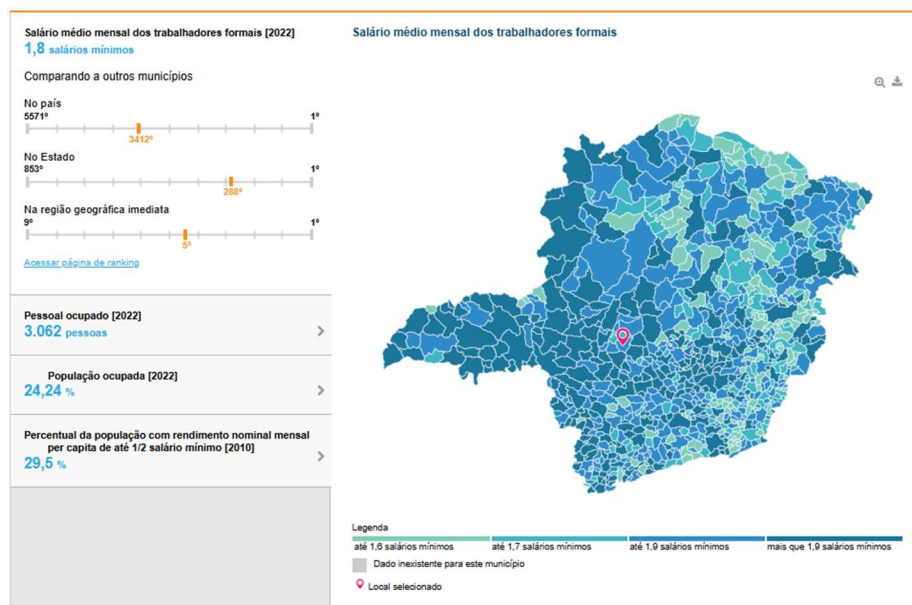 Salário médio mensal dos trabalhadores formais [2022]
1,8 salários mínimos
Comparando a outros municípios
No país
5571º 1º
3412º
No Estado
853º 1º
288º
Na região geográfica imediata
9º 1º
5º
Acessar página de ranking
Pessoal ocupado [2022]
3.062 pessoas
População ocupada [2022]
24,24 %
Percentual da população com rendimento nominal mensal
per capita de até 1/2 salário mínimo [2010]
29,5 %
Salário médio mensal dos trabalhadores formais
Legenda
até 1,6 salários mínimos até 1,7 salários mínimos até 1,9 salários mínimos mais que 1,9 salários mínimos
Dado inexistente para este município
Local selecionado